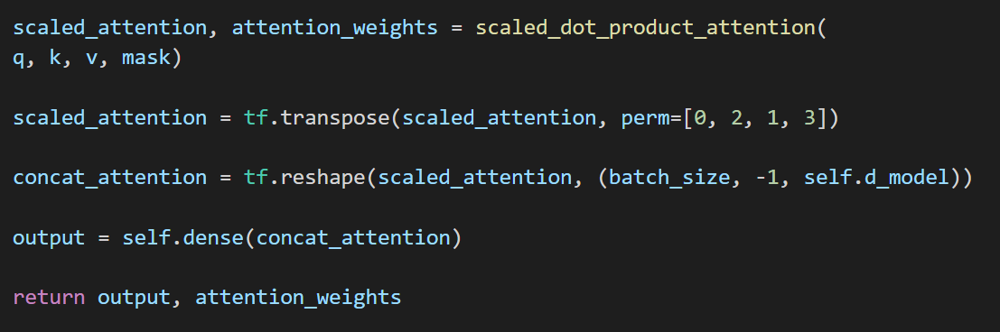 scaled_attention, attention_weights = scaled_dot_product_attention(
q, k, v, mask)
scaled_attention = tf.transpose(scaled_attention, perm=[0, 2, 1, 3])
concat_attention = tf.reshape(scaled_attention, (batch_size, -1, self.d_model))
output = self.dense(concat_attention)
return output, attention_weights